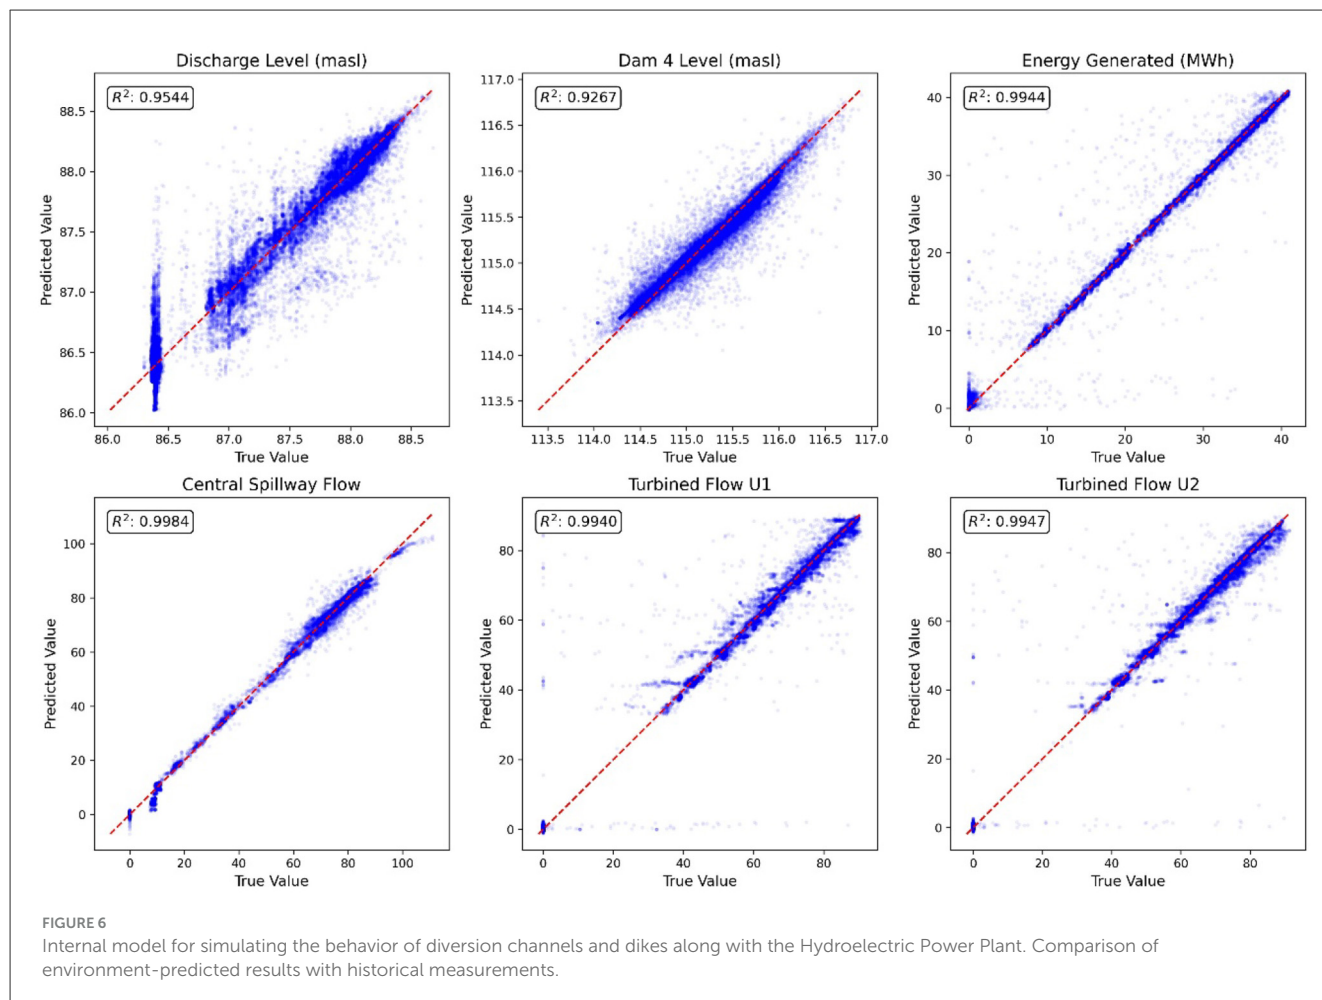 Discharge Level (masl)
R²: 0.9544
88.5
88.0
87.5
87.0
86.5
86.0
Predicted Value
86.0 86.5 87.0 87.5 88.0 88.5
True Value
Dam 4 Level (masl)
R²: 0.9267
117.0
116.5
116.0
115.5
115.0
114.5
114.0
113.5
Predicted Value
113.5 114.0 114.5 115.0 115.5 116.0 116.5 117.0
True Value
Energy Generated (MWh)
R²: 0.9944
40
30
20
10
0
Predicted Value
0 10 20 30 40
True Value
Central Spillway Flow
R²: 0.9984
100
80
60
40
20
0
Predicted Value
0 20 40 60 80 100
True Value
Turbined Flow U1
R²: 0.9940
80
60
40
20
0
Predicted Value
0 20 40 60 80
True Value
Turbined Flow U2
R²: 0.9947
80
60
40
20
0
Predicted Value
0 20 40 60 80
True Value
FIGURE 6
Internal model for simulating the behavior of diversion channels and dikes along with the Hydroelectric Power Plant. Comparison of
environment-predicted results with historical measurements.